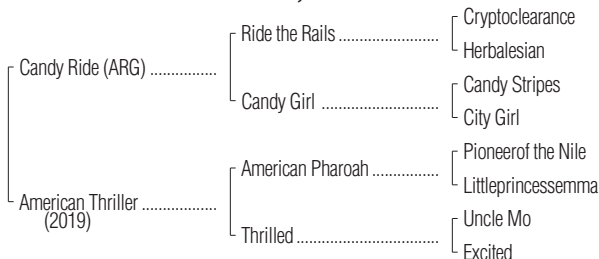 Cryptoclearance
Ride the Rails
Herbalesian
Candy Ride (ARG)
Candy Stripes
Candy Girl
City Girl
Pioneerof the Nile
American Pharoah
Littleprincessemma
American Thriller
(2019)
Uncle Mo
Thrilled
Excited